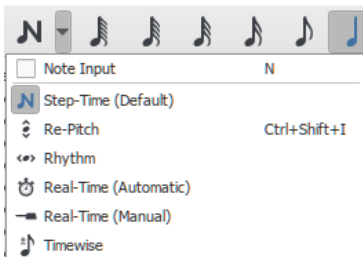 Note Input N
Step-Time (Default)
Re-Pitch Ctrl+Shift+I
Rhythm
Real-Time (Automatic)
Real-Time (Manual)
Timewise